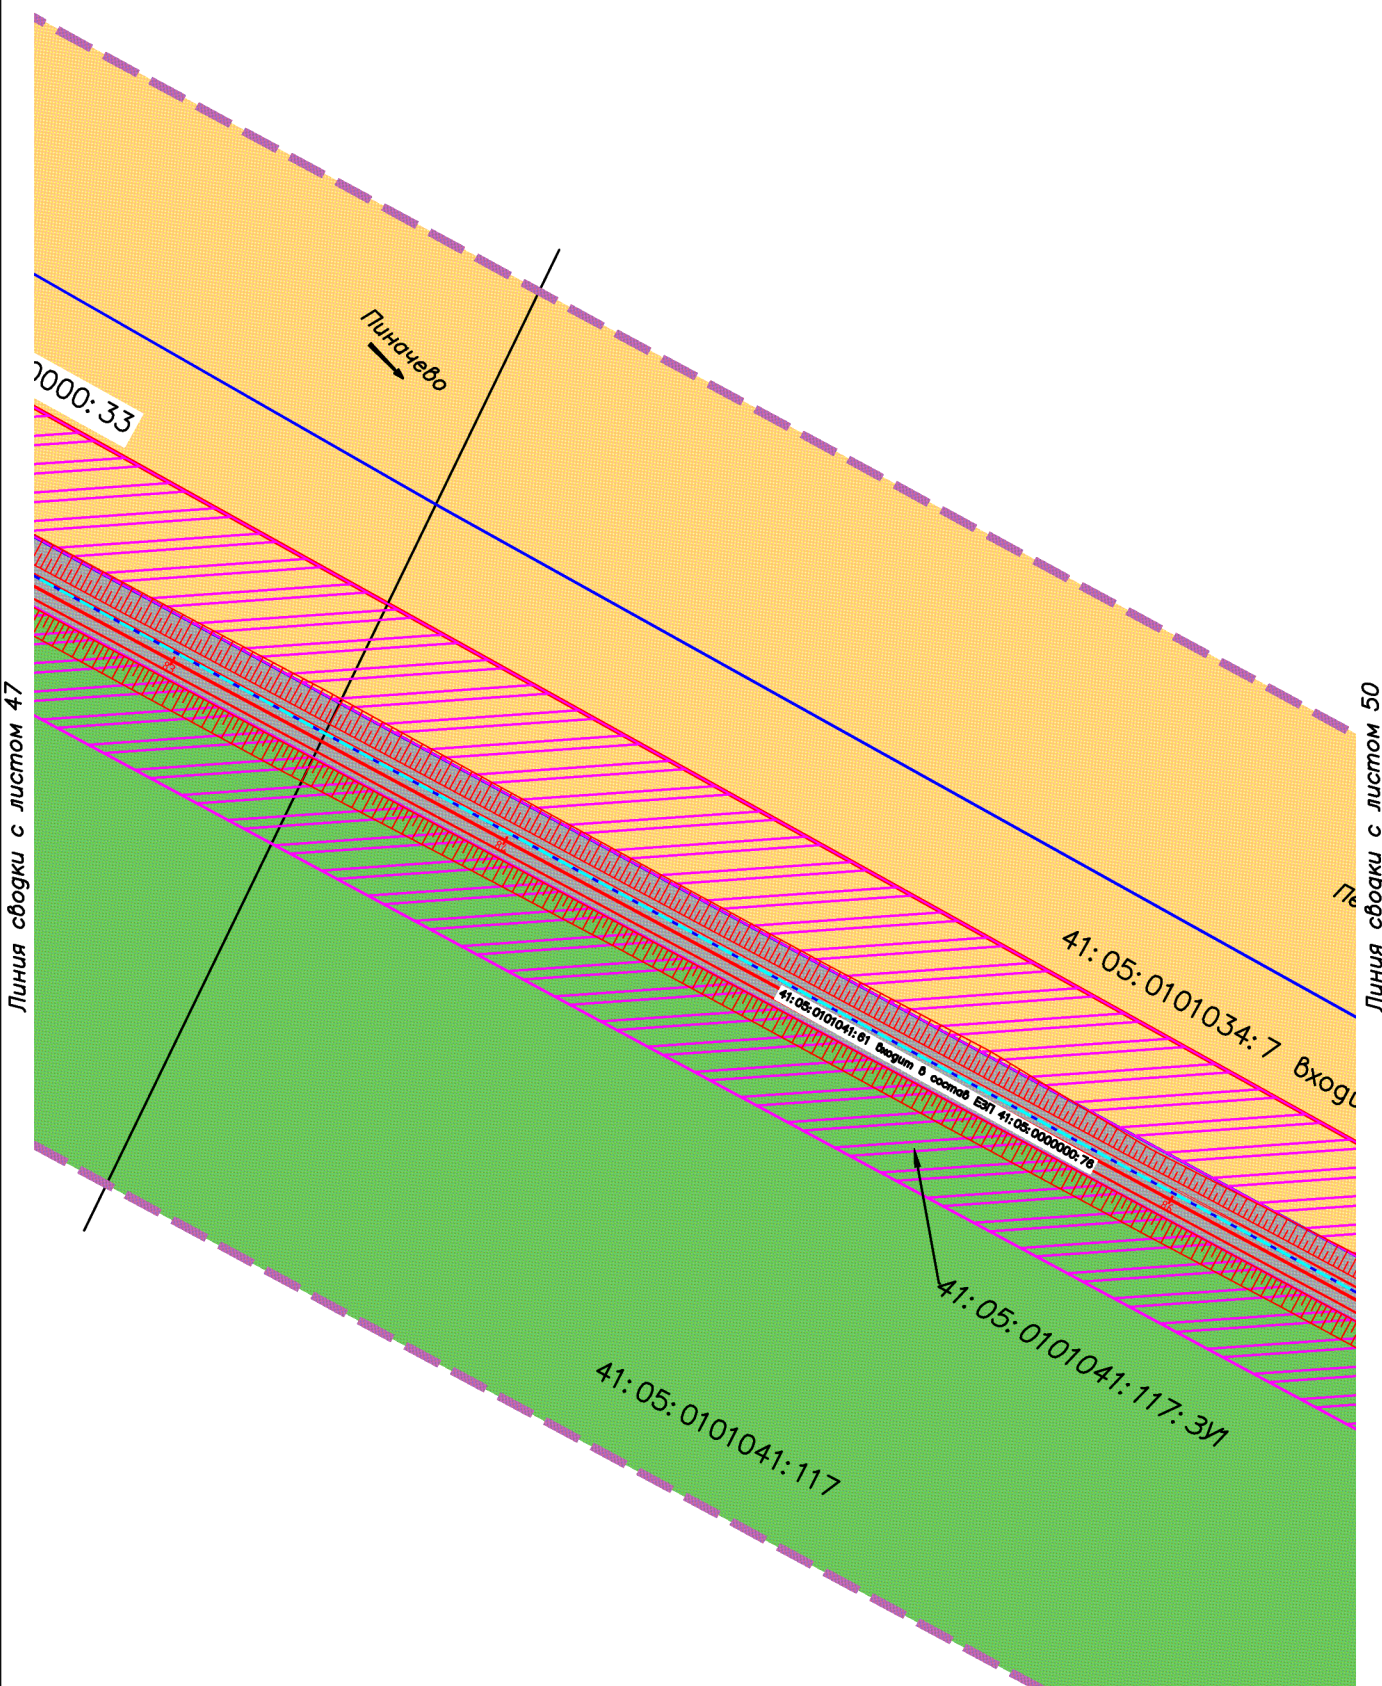 Линия сводки с листом 47
Пиначево
0000:33
41:05:0101034:7 входи
Линия сводки с листом 50
41:05:0101041:61 входит в состав ЕЗП 41:05:0000000:76
41:05:0101041:117:ЗУ1
41:05:0101041:117